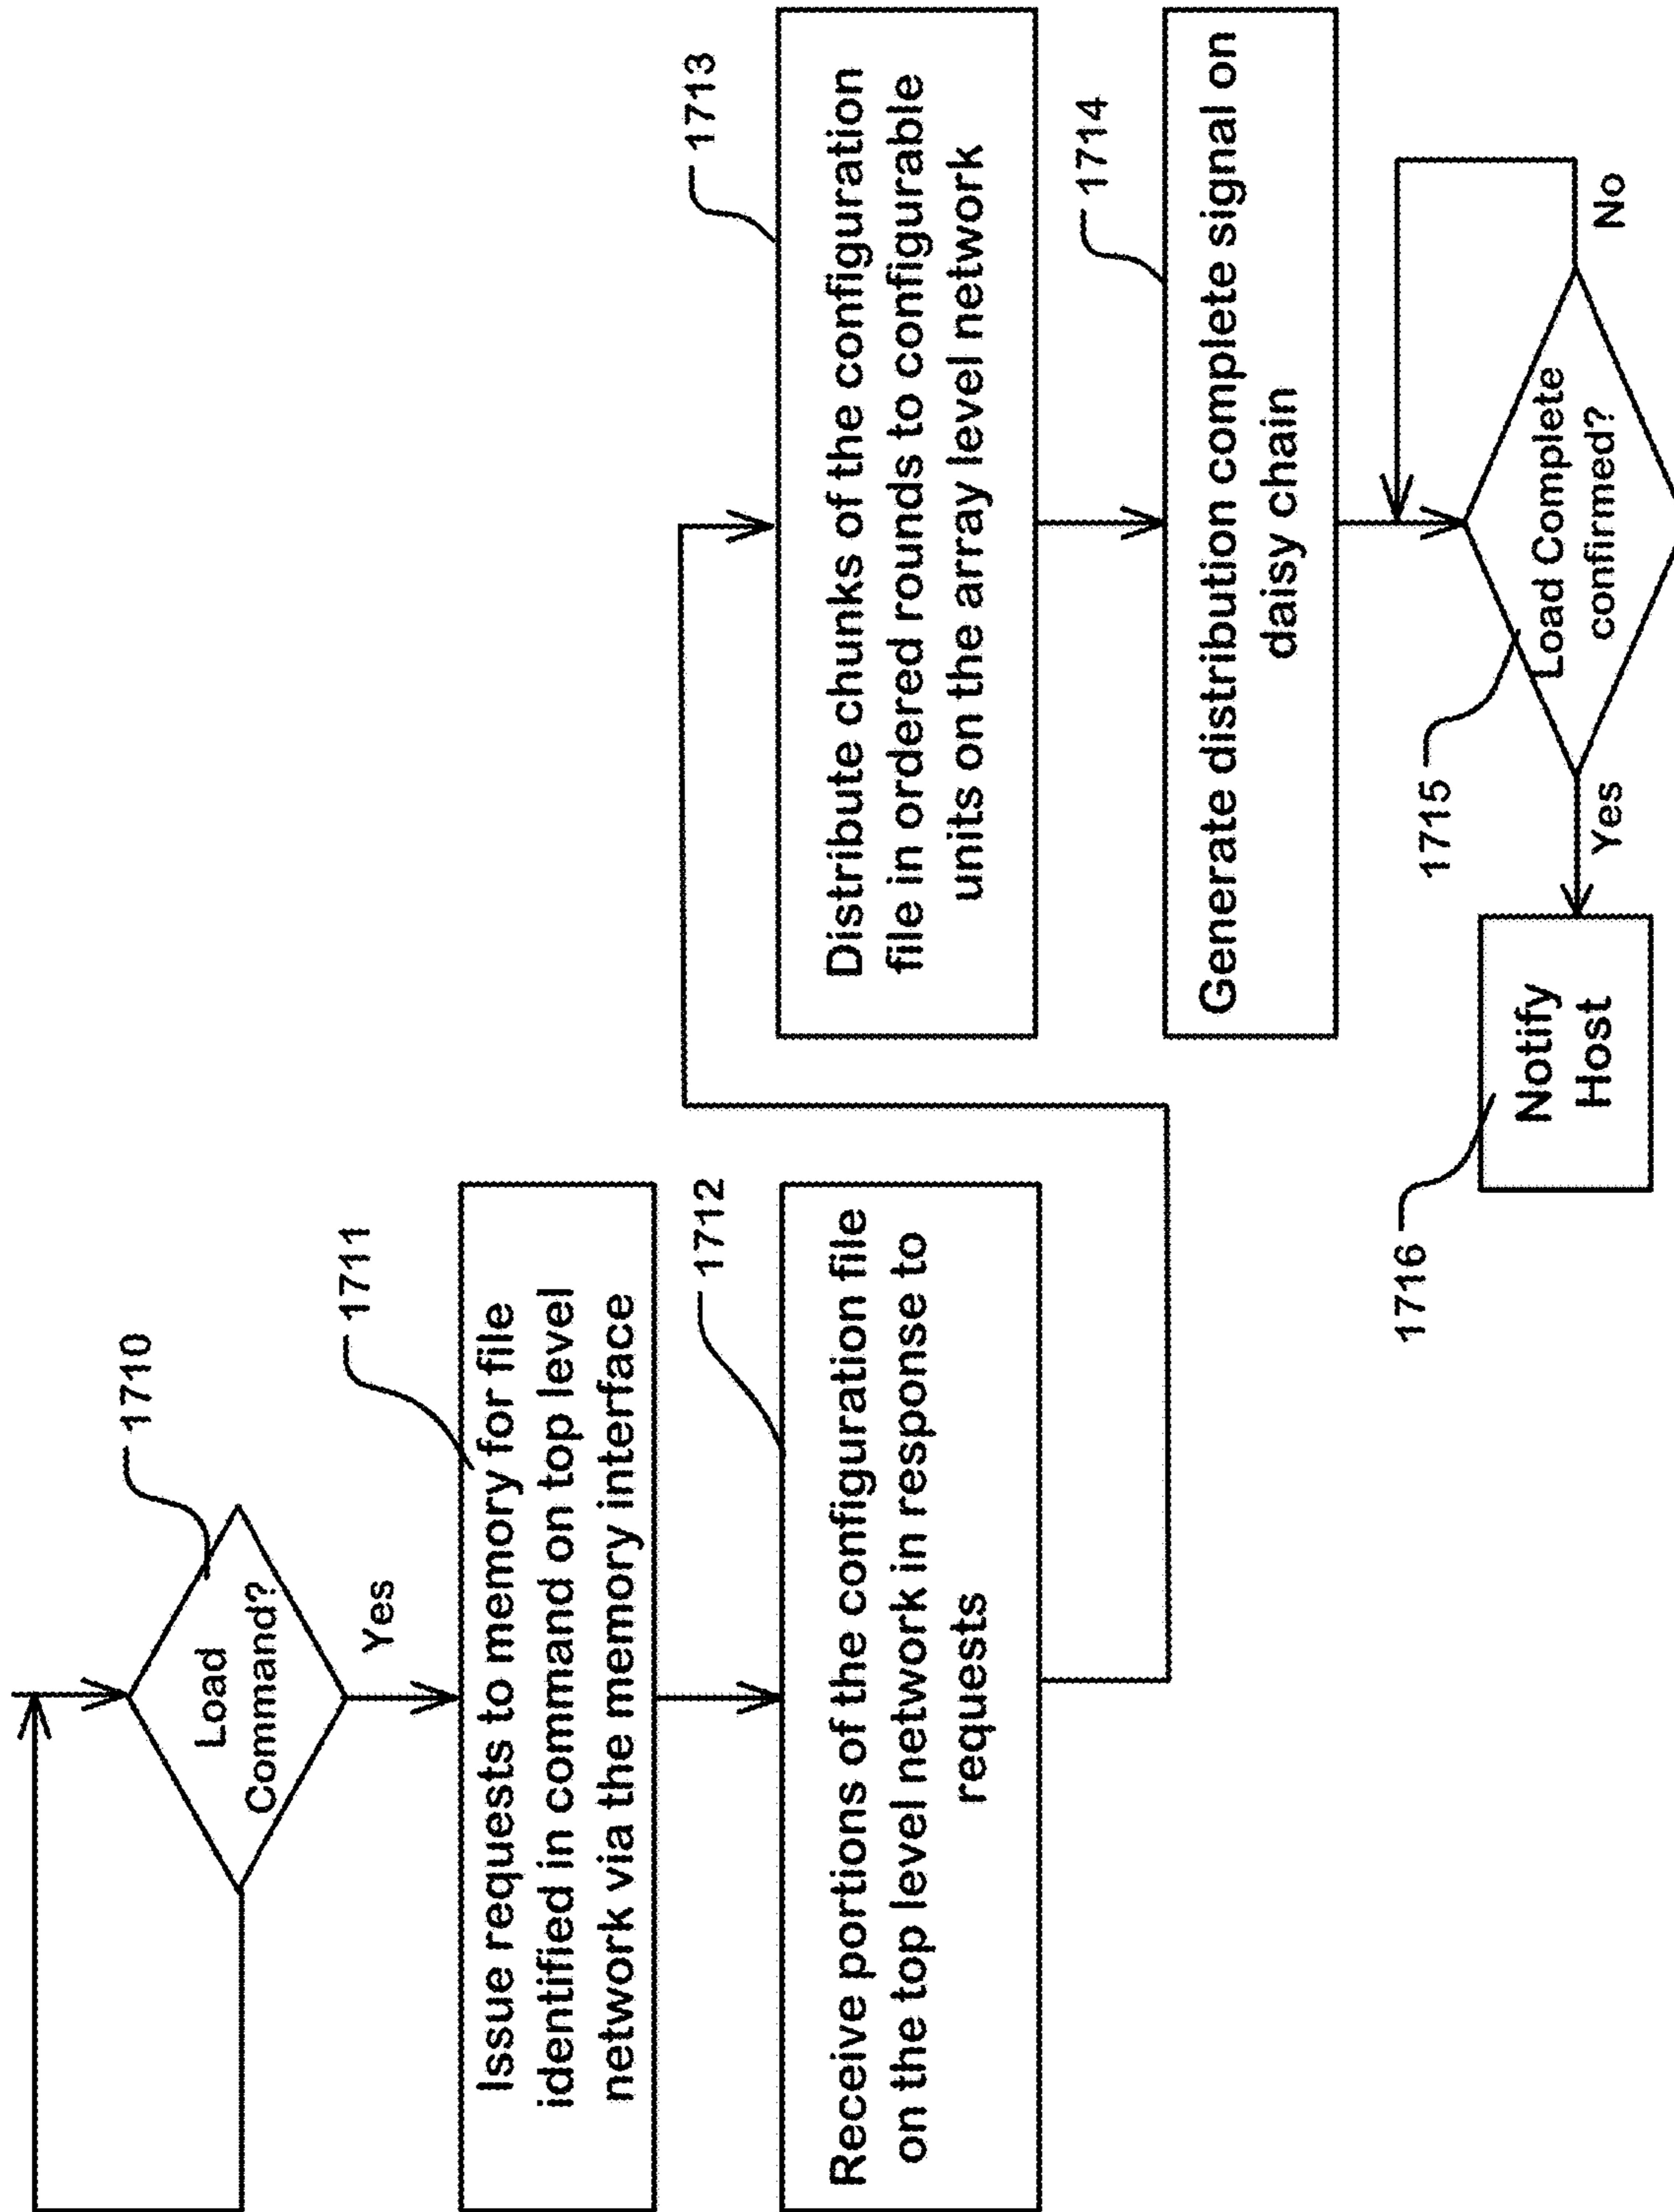 1710
Load
Command?
Yes
1711
Issue requests to memory for file
identified in command on top level
network via the memory interface
1712
Receive portions of the configuration file
on the top level network in response to
requests
1713
Distribute chunks of the configuration
file in ordered rounds to configurable
units on the array level network
1714
Generate distribution complete signal on
daisy chain
1715
Load Complete
confirmed?
No
Yes
1716
Notify
Host